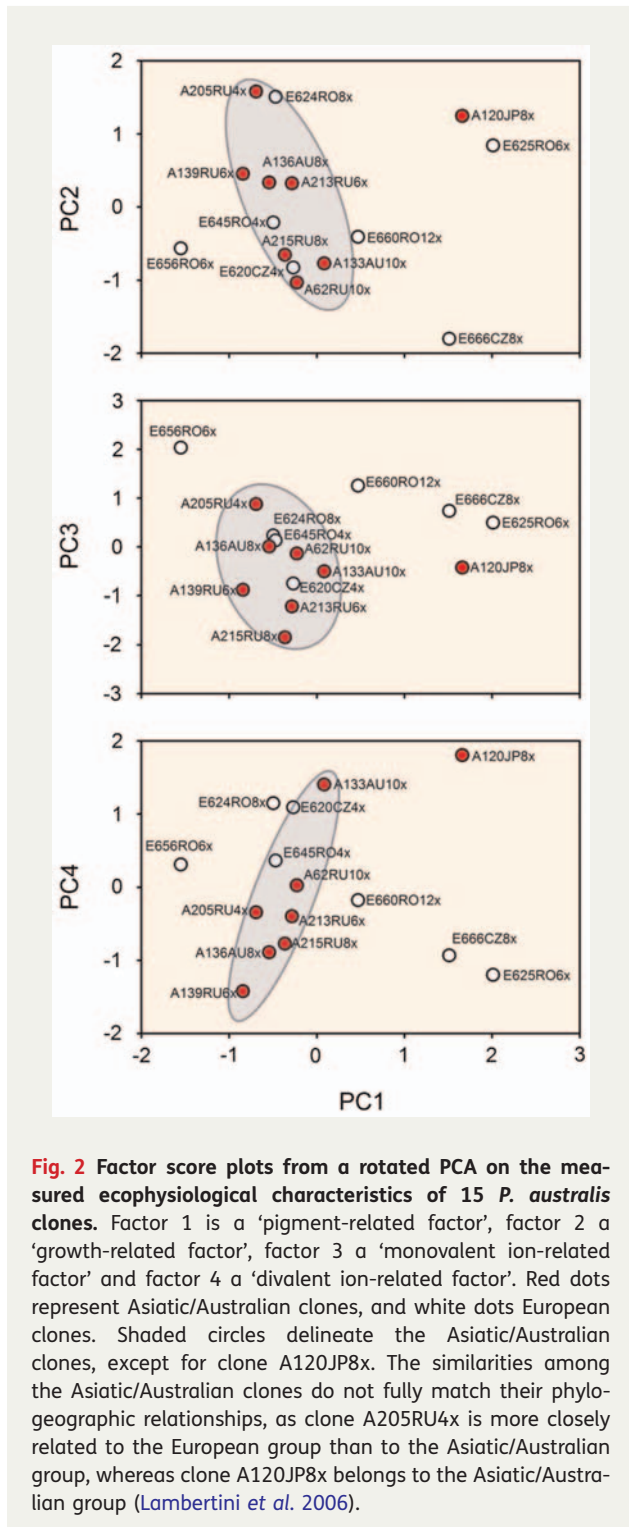 2
A205RU4x
E624RO8x
A120JP8x
1
E625RO6x
A136AU8x
A139RU6x
A213RU6x
PC2
0
E645RO4x
E660RO12x
A215RU8x
E656RO6x
E620CZ4x
A133AU10x
-1
A62RU10x
E666CZ8x
-2
3
E656RO6x
2
E660RO12x
E666CZ8x
1
A205RU4x
E624RO8x
E625RO6x
E645RO4x
PC3
0
A136AU8x
A62RU10x
A133AU10x
A120JP8x
E620CZ4x
-1
A139RU6x
A213RU6x
A215RU8x
-2
-3
2
A120JP8x
A133AU10x
E624RO8x
E620CZ4x
1
E656RO6x
E645RO4x
A62RU10x
PC4
0
E660RO12x
A205RU4x
A213RU6x
E666CZ8x
A136AU8x
A215RU8x
-1
E625RO6x
A139RU6x
-2
-2 -1 0 1 2 3
PC1
Fig. 2 Factor score plots from a rotated PCA on the mea-
sured ecophysiological characteristics of 15 P. australis
clones. Factor 1 is a ‘pigment-related factor’, factor 2 a
‘growth-related factor’, factor 3 a ‘monovalent ion-related
factor’ and factor 4 a ‘divalent ion-related factor’. Red dots
represent Asiatic/Australian clones, and white dots European
clones. Shaded circles delineate the Asiatic/Australian
clones, except for clone A120JP8x. The similarities among
the Asiatic/Australian clones do not fully match their phylo-
geographic relationships, as clone A205RU4x is more closely
related to the European group than to the Asiatic/Australian
group, whereas clone A120JP8x belongs to the Asiatic/Austra-
lian group (Lambertini et al. 2006).